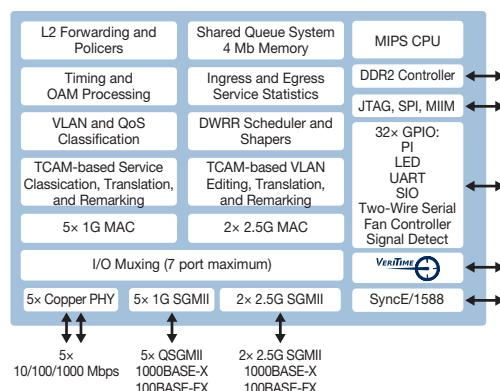 L2 Forwarding and
Policers
Shared Queue System
4 Mb Memory
MIPS CPU
Timing and
OAM Processing
Ingress and Egress
Service Statistics
DDR2 Controller
JTAG, SPI, MIIM
VLAN and QoS
Classification
DWRR Scheduler and
Shapers
32× GPIO:
PI
LED
UART
SIO
Two-Wire Serial
Fan Controller
Signal Detect
TCAM-based Service
Classication, Translation,
and Remarking
TCAM-based VLAN
Editing, Translation,
and Remarking
5× 1G MAC
2× 2.5G MAC
I/O Muxing (7 port maximum)
VERITIME
5× Copper PHY
5× 1G SGMII
2× 2.5G SGMII
SyncE/1588
5×
10/100/1000 Mbps
5× QSGMII
1000BASE-X
100BASE-FX
2× 2.5G SGMII
1000BASE-X
100BASE-FX